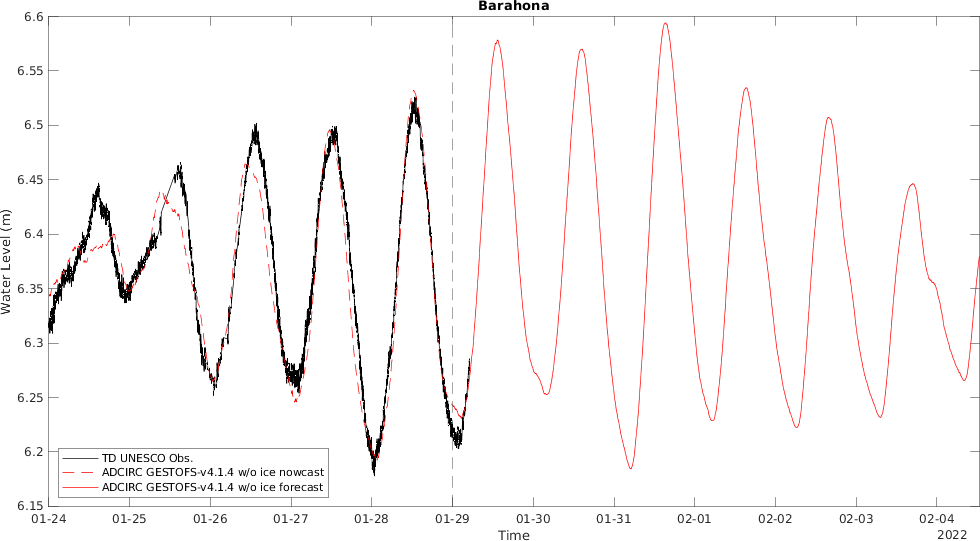 Barahona
6.6
6.55
6.5
6.45
6.4
6.35
6.3
6.25
6.2
6.15
Water Level (m)
TD UNESCO Obs.
ADCIRC GESTOFS-v4.1.4 w/o ice nowcast
ADCIRC GESTOFS-v4.1.4 w/o ice forecast
01-24 01-25 01-26 01-27 01-28 01-29 01-30 01-31 02-01 02-02 02-03 02-04
Time
2022